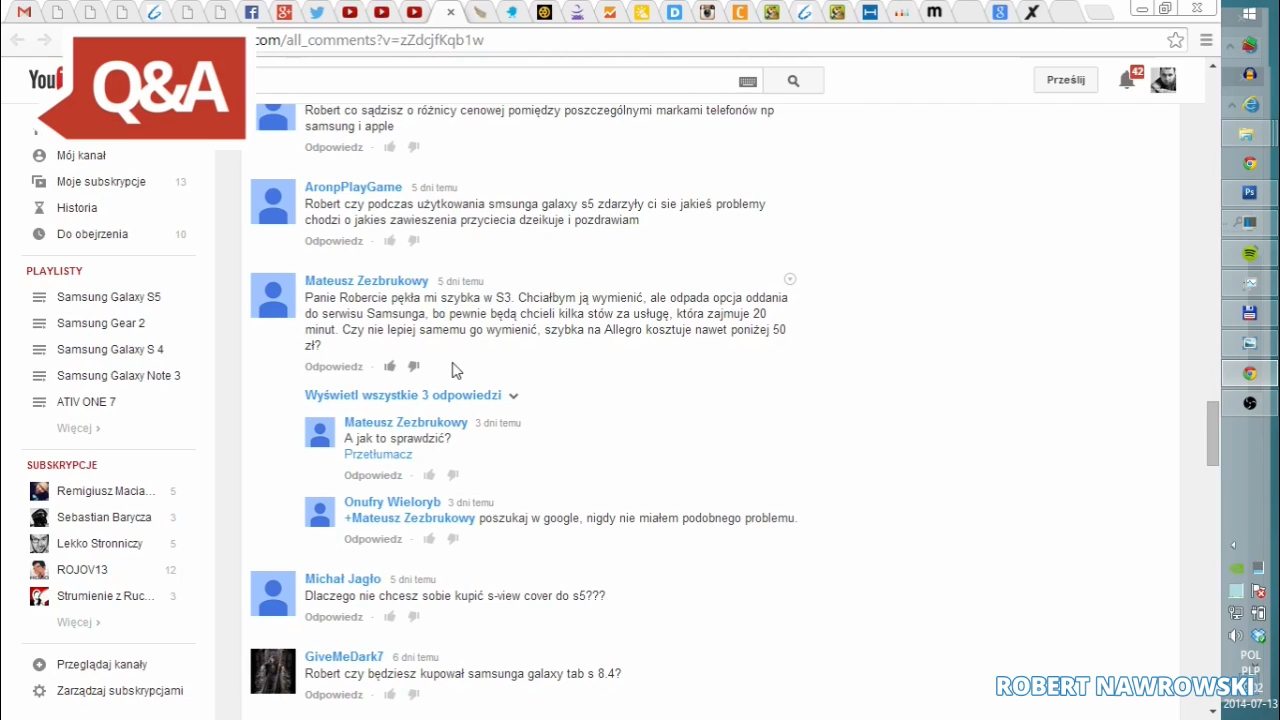 com/all_comments?v=zZdcjfKqb1w
You
Q&A
Prześlij
42
Mój kanał
Moje subskrypcje 13
Historia
Do obejrzenia 10
PLAYLISTY
Samsung Galaxy S5
Samsung Gear 2
Samsung Galaxy S 4
Samsung Galaxy Note 3
ATIV ONE 7
Więcej ›
SUBSKRYPCJE
Remigiusz Macia... 5
Sebastian Barycza 3
Lekko Stronniczy 5
ROJOV13 12
Strumienie z Ruc... 3
Więcej ›
Przeglądaj kanały
Zarządzaj subskrypcjami
Robert co sądzisz o różnicy cenowej pomiędzy poszczególnymi markami telefonów np
samsung i apple
Odpowiedz ·
AronpPlayGame 5 dni temu
Robert czy podczas użytkowania smsunga galaxy s5 zdarzyły ci sie jakieś problemy
chodzi o jakies zawieszenia przyciecia dzeikuje i pozdrawiam
Odpowiedz ·
Mateusz Zezbrukowy 5 dni temu
Panie Robercie pękła mi szybka w S3. Chciałbym ją wymienić, ale odpada opcja oddania
do serwisu Samsunga, bo pewnie będą chcieli kilka stów za usługę, która zajmuje 20
minut. Czy nie lepiej samemu go wymienić, szybka na Allegro kosztuje nawet poniżej 50
zł?
Odpowiedz ·
Wyświetl wszystkie 3 odpowiedzi
Mateusz Zezbrukowy 3 dni temu
A jak to sprawdzić?
Przetłumacz
Odpowiedz ·
Onufry Wieloryb 3 dni temu
+Mateusz Zezbrukowy poszukaj w google, nigdy nie miałem podobnego problemu.
Odpowiedz ·
Michał Jagło 5 dni temu
Dlaczego nie chcesz sobie kupić s-view cover do s5???
Odpowiedz ·
GiveMeDark7 6 dni temu
Robert czy będziesz kupował samsunga galaxy tab s 8.4?
Odpowiedz ·
POL
PLP
ROBERT NAWROWSKI
2014-07-13